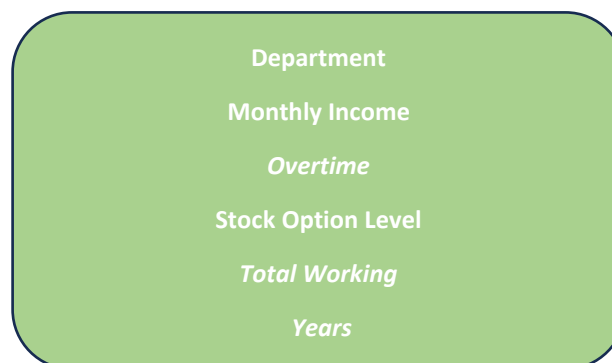 Department
Monthly Income
Overtime
Stock Option Level
Total Working
Years